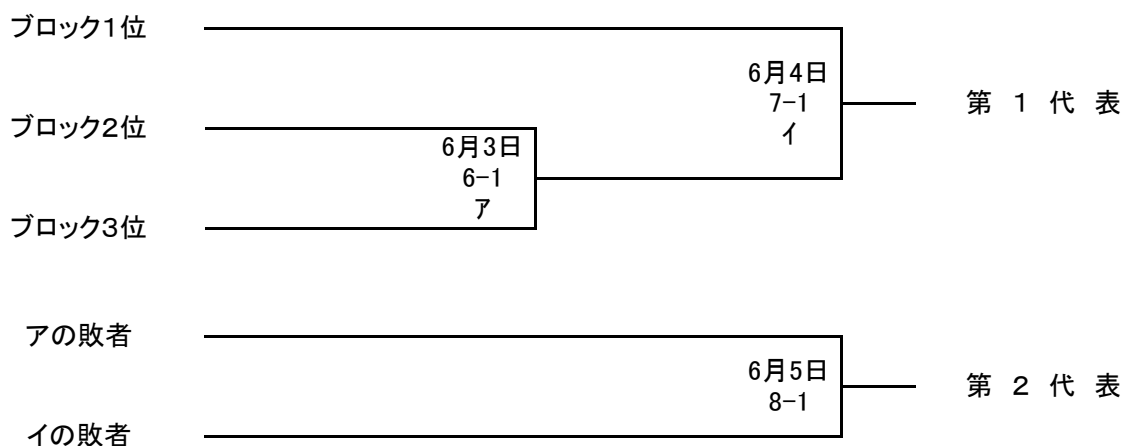 ブロック1位
6月4日
7-1
イ
第 1 代 表
ブロック2位
6月3日
6-1
ア
ブロック3位
アの敗者
6月5日
8-1
第 2 代 表
イの敗者